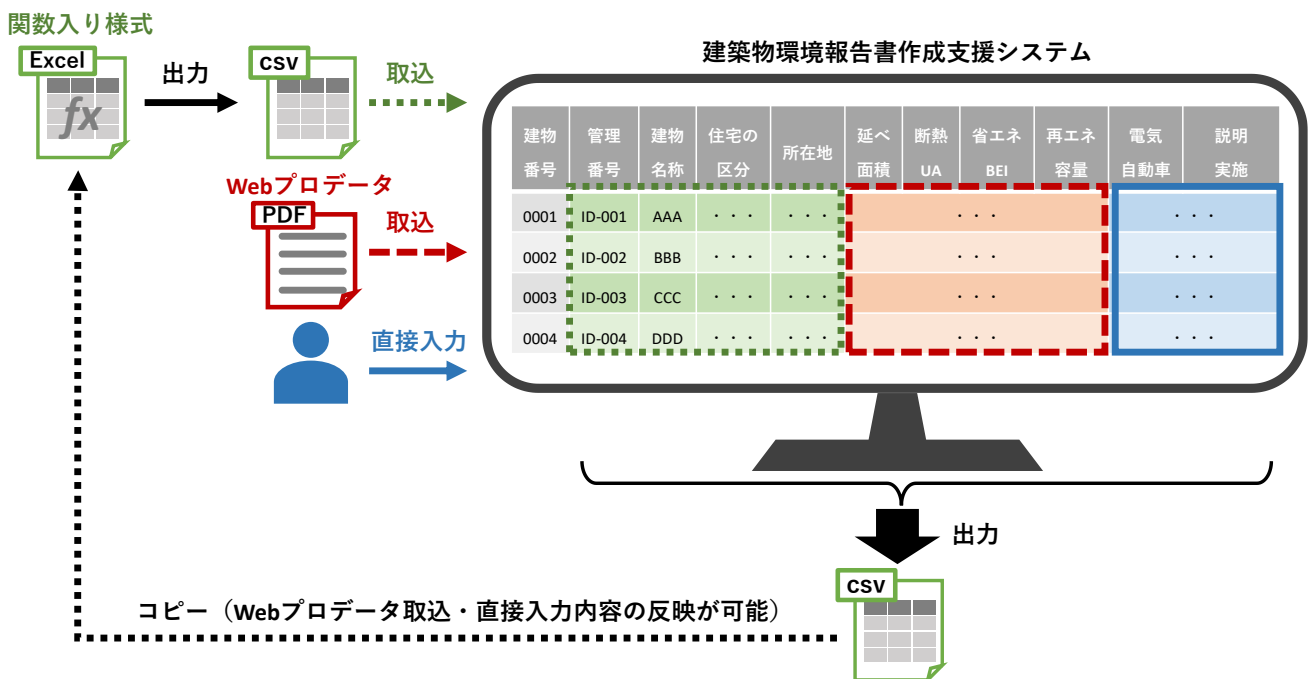 関数入り様式
Excel
fx
出力
CSV
取込
Webプロデータ
PDF
取込
直接入力
建築物環境報告書作成支援システム
建物番号 管理番号 建物名称 住宅の区分 所在地 延べ面積 断熱UA 省エネBEI 再エネ容量 電気自動車 説明実施
0001 ID-001 AAA ・・・ ・・・ ・・・ ・・・
0002 ID-002 BBB ・・・ ・・・ ・・・ ・・・
0003 ID-003 CCC ・・・ ・・・ ・・・ ・・・
0004 ID-004 DDD ・・・ ・・・ ・・・ ・・・
出力
CSV
コピー（Webプロデータ取込・直接入力内容の反映が可能）